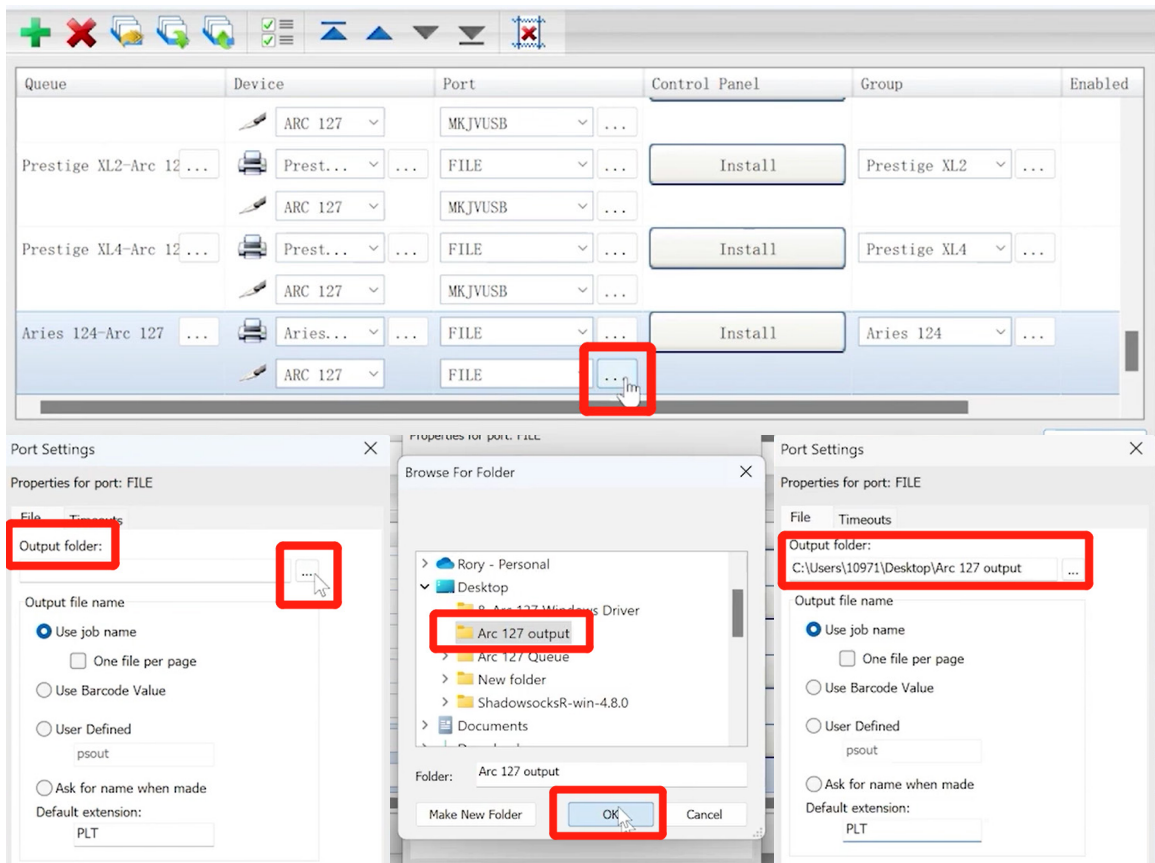 Queue Device Port Control Panel Group Enabled
ARC 127 MKJVUSB ...
Prestige XL2-Arc 12 ... Prest... ... FILE ... Install Prestige XL2 ...
ARC 127 MKJVUSB ...
Prestige XL4-Arc 12 ... Prest... ... FILE ... Install Prestige XL4 ...
ARC 127 MKJVUSB ...
Aries 124-Arc 127 ... Aries... ... FILE ... Install Aries 124 ...
ARC 127 FILE ...
Port Settings
Properties for port: FILE
File Timeouts
Output folder:
...
Output file name
Use job name
One file per page
Use Barcode Value
User Defined
psout
Ask for name when made
Default extension:
PLT
Properties for port: FILE
Browse For Folder
Rory - Personal
Desktop
8. Arc 127 Windows Driver
Arc 127 output
Arc 127 Queue
New folder
ShadowsocksR-win-4.8.0
Documents
Folder: Arc 127 output
Make New Folder OK Cancel
Port Settings
Properties for port: FILE
File Timeouts
Output folder:
C:\Users\10971\Desktop\Arc 127 output ...
Output file name
Use job name
One file per page
Use Barcode Value
User Defined
psout
Ask for name when made
Default extension:
PLT